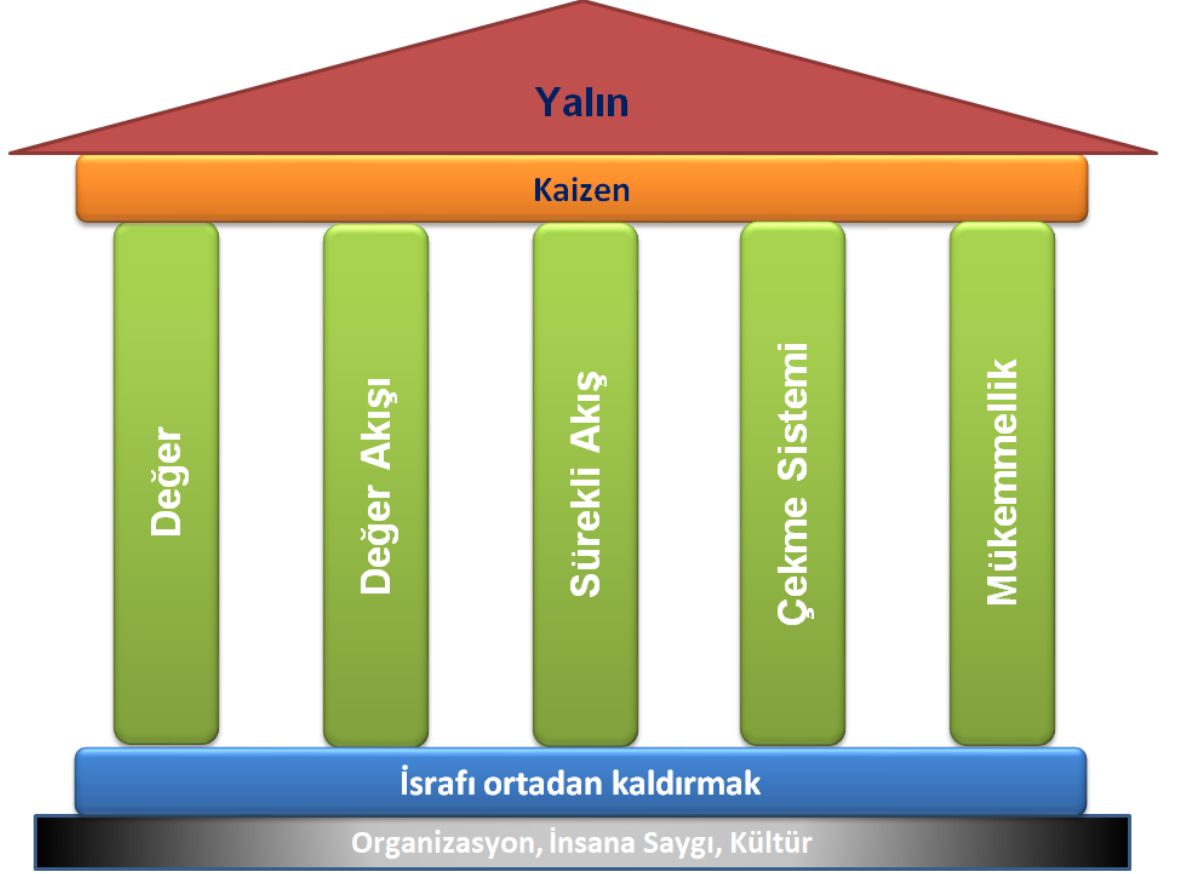 Yalın
Kaizen
Değer
Değer Akışı
Sürekli Akış
Çekme Sistemi
Mükemmellik
İsrafı ortadan kaldırmak
Organizasyon, İnsana Saygı, Kültür